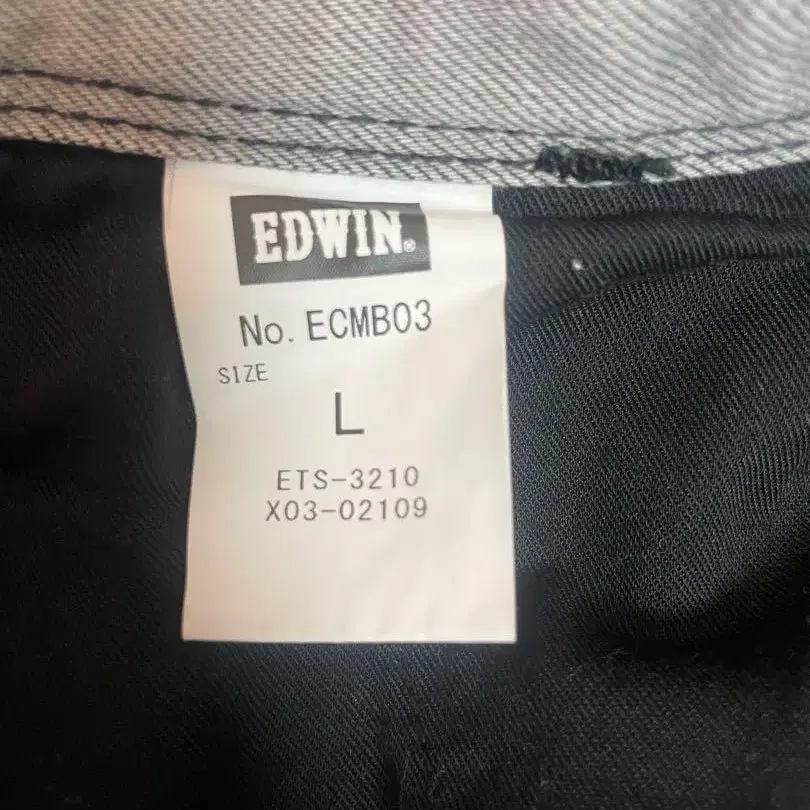 EDWIN®
No. ECMB03
SIZE
L
ETS-3210
X03-02109